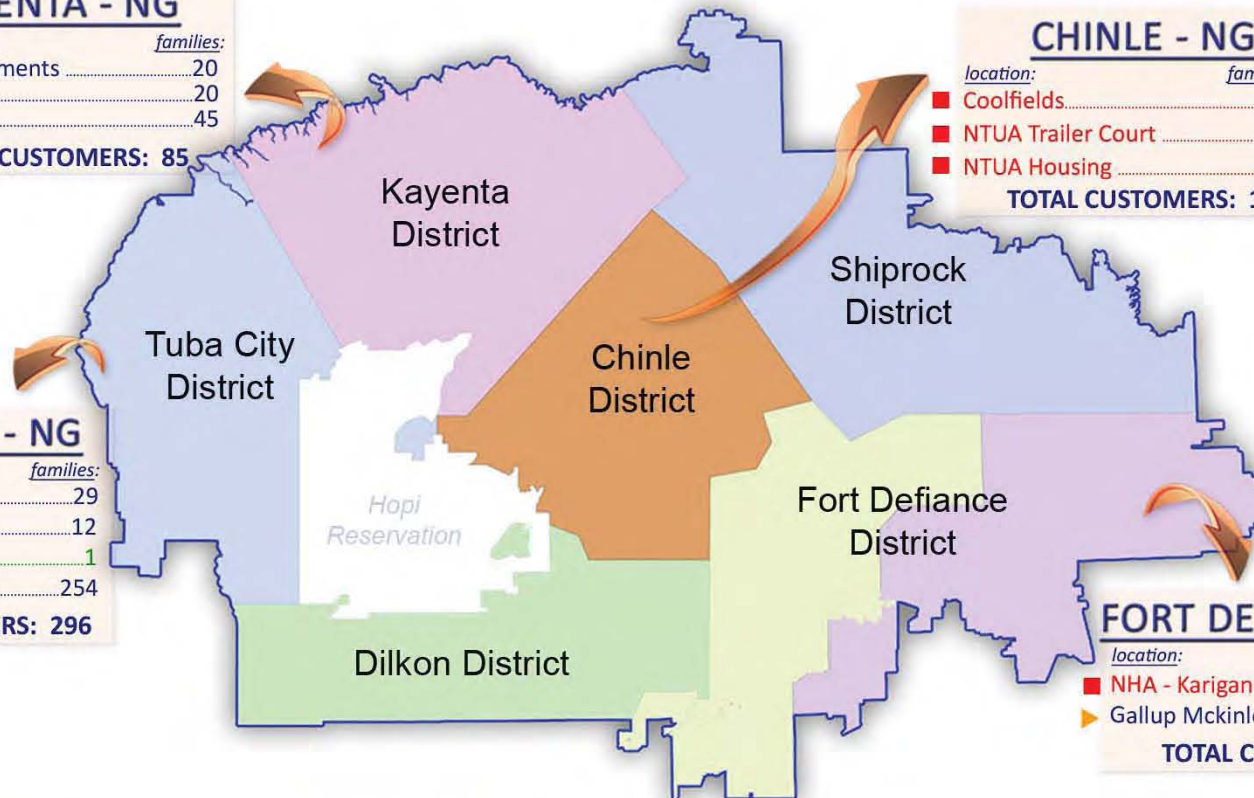 ENTA - NG
families:
ments 20
20
45
CUSTOMERS: 85
CHINLE - NG
location: fam
Coolfields
NTUA Trailer Court
NTUA Housing
TOTAL CUSTOMERS: 1
Kayenta
District
Shiprock
District
Tuba City
District
Chinle
District
- NG
families:
29
12
1
254
RS: 296
Hopi
Reservation
Fort Defiance
District
Dilkon District
FORT DE
location:
NHA - Karigan
Gallup Mckinl
TOTAL C